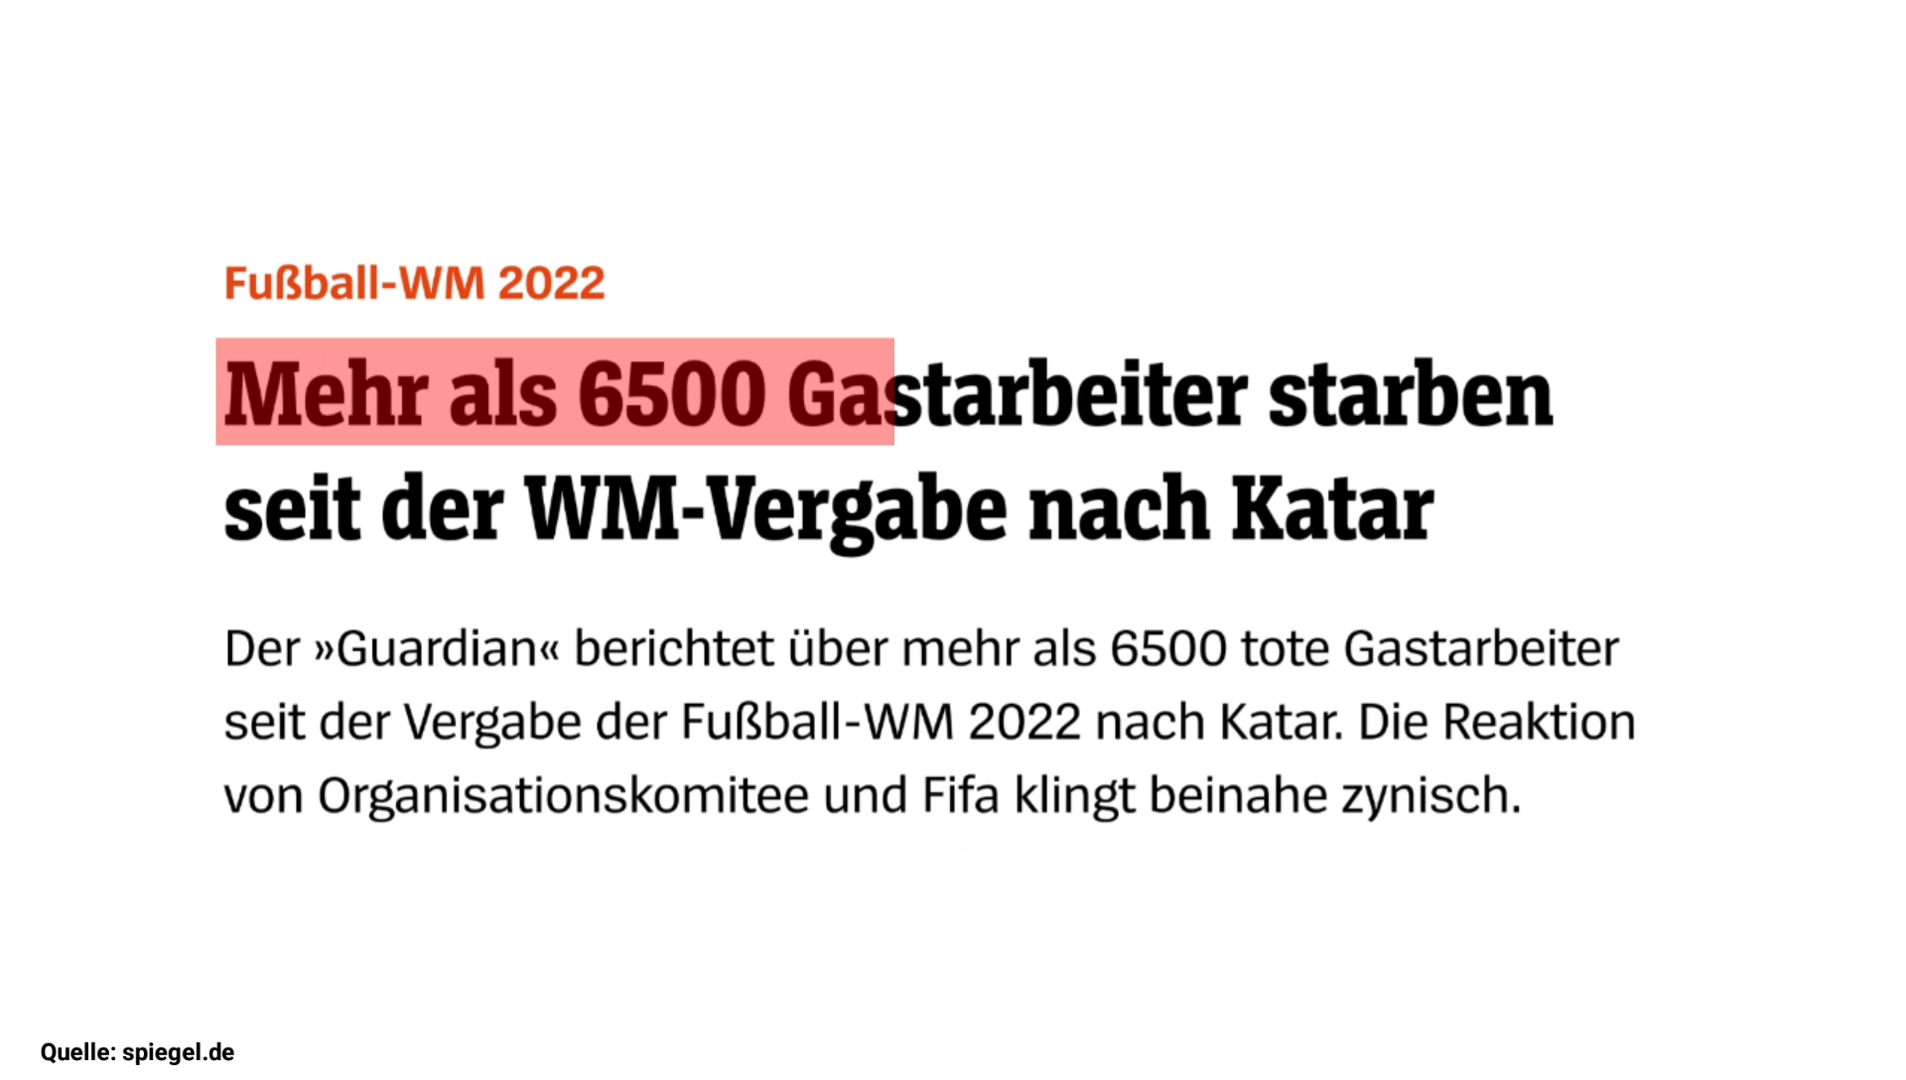 Fußball-WM 2022
Mehr als 6500 Gastarbeiter starben
seit der WM-Vergabe nach Katar
Der »Guardian« berichtet über mehr als 6500 tote Gastarbeiter
seit der Vergabe der Fußball-WM 2022 nach Katar. Die Reaktion
von Organisationskomitee und Fifa klingt beinahe zynisch.
Quelle: spiegel.de